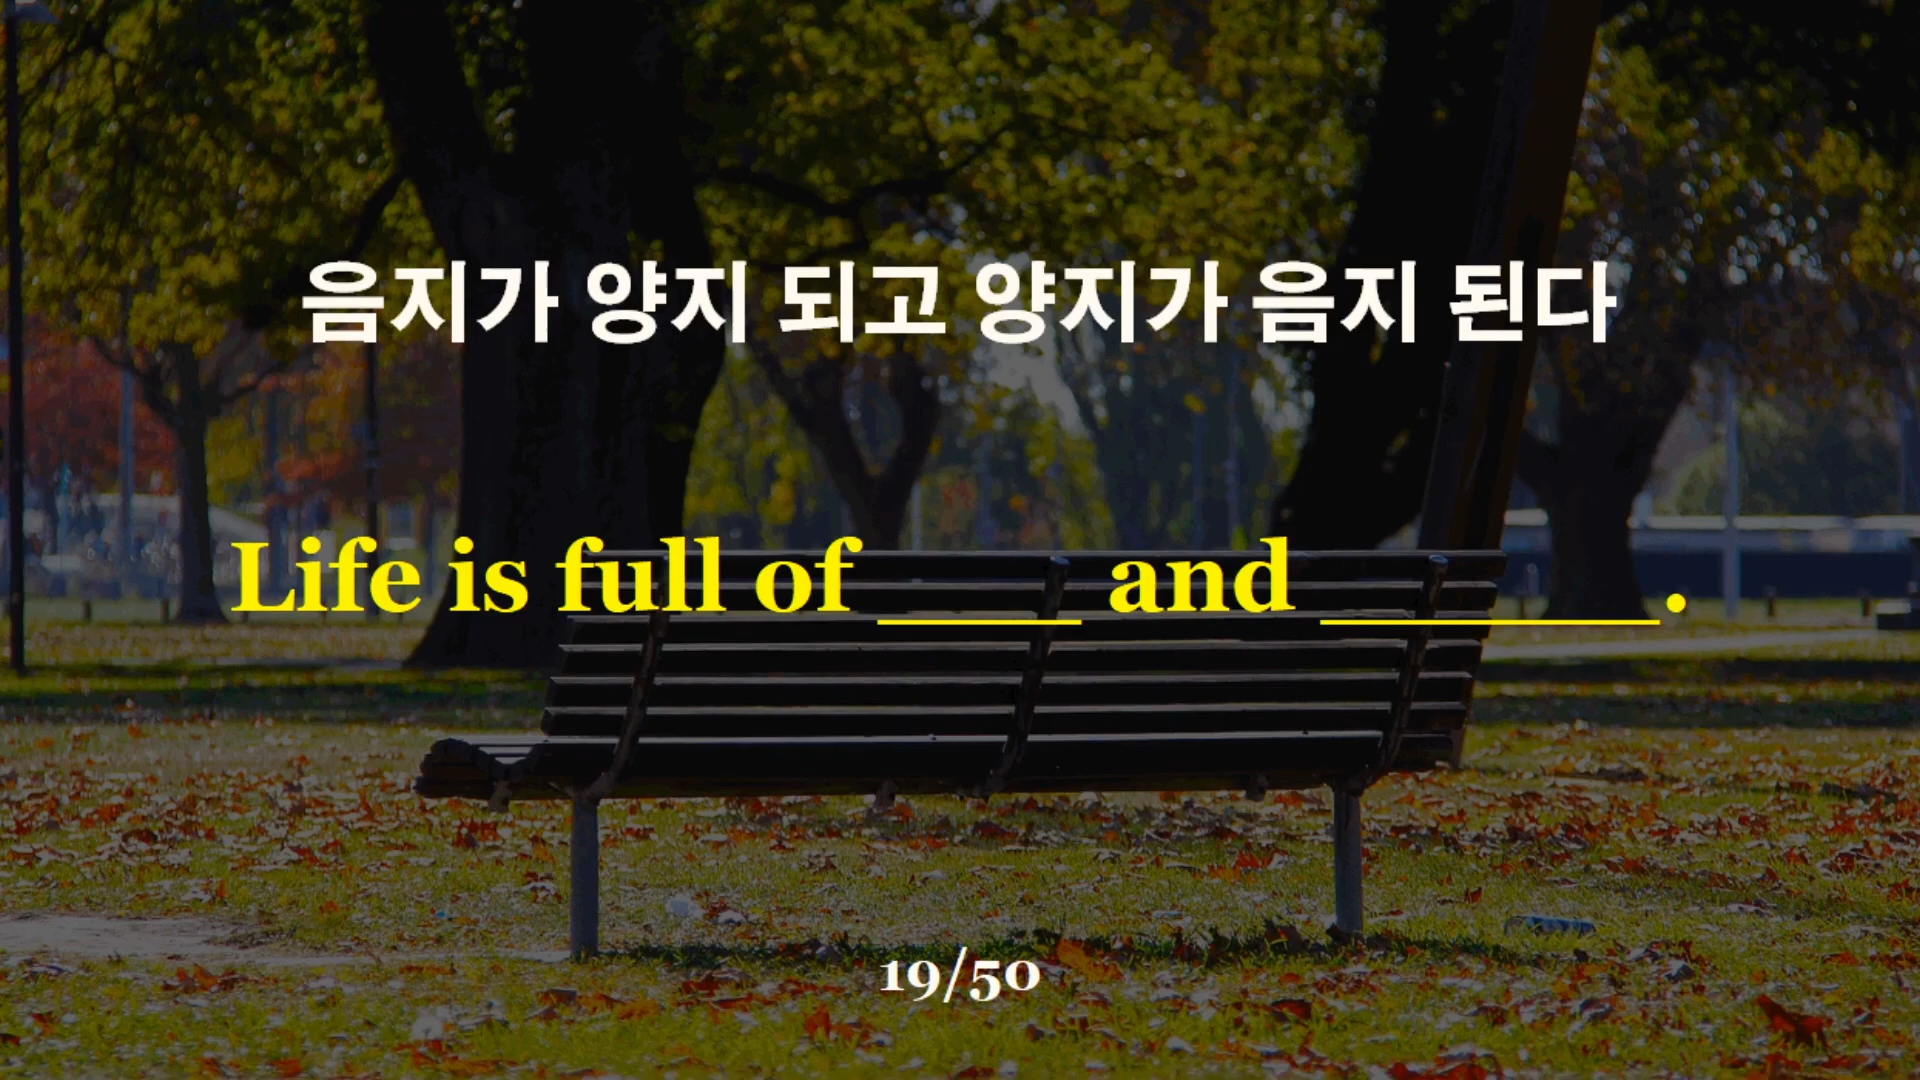 음지가 양지 되고 양지가 음지 된다
Life is full of ____ and ______.
19/50